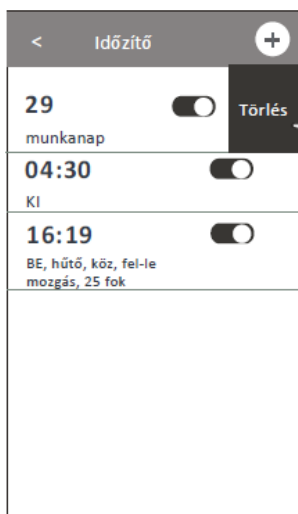 < Időzítő +
29
Törlés
munkanap
04:30
KI
16:19
BE, hűtő, köz, fel-le
mozgás, 25 fok